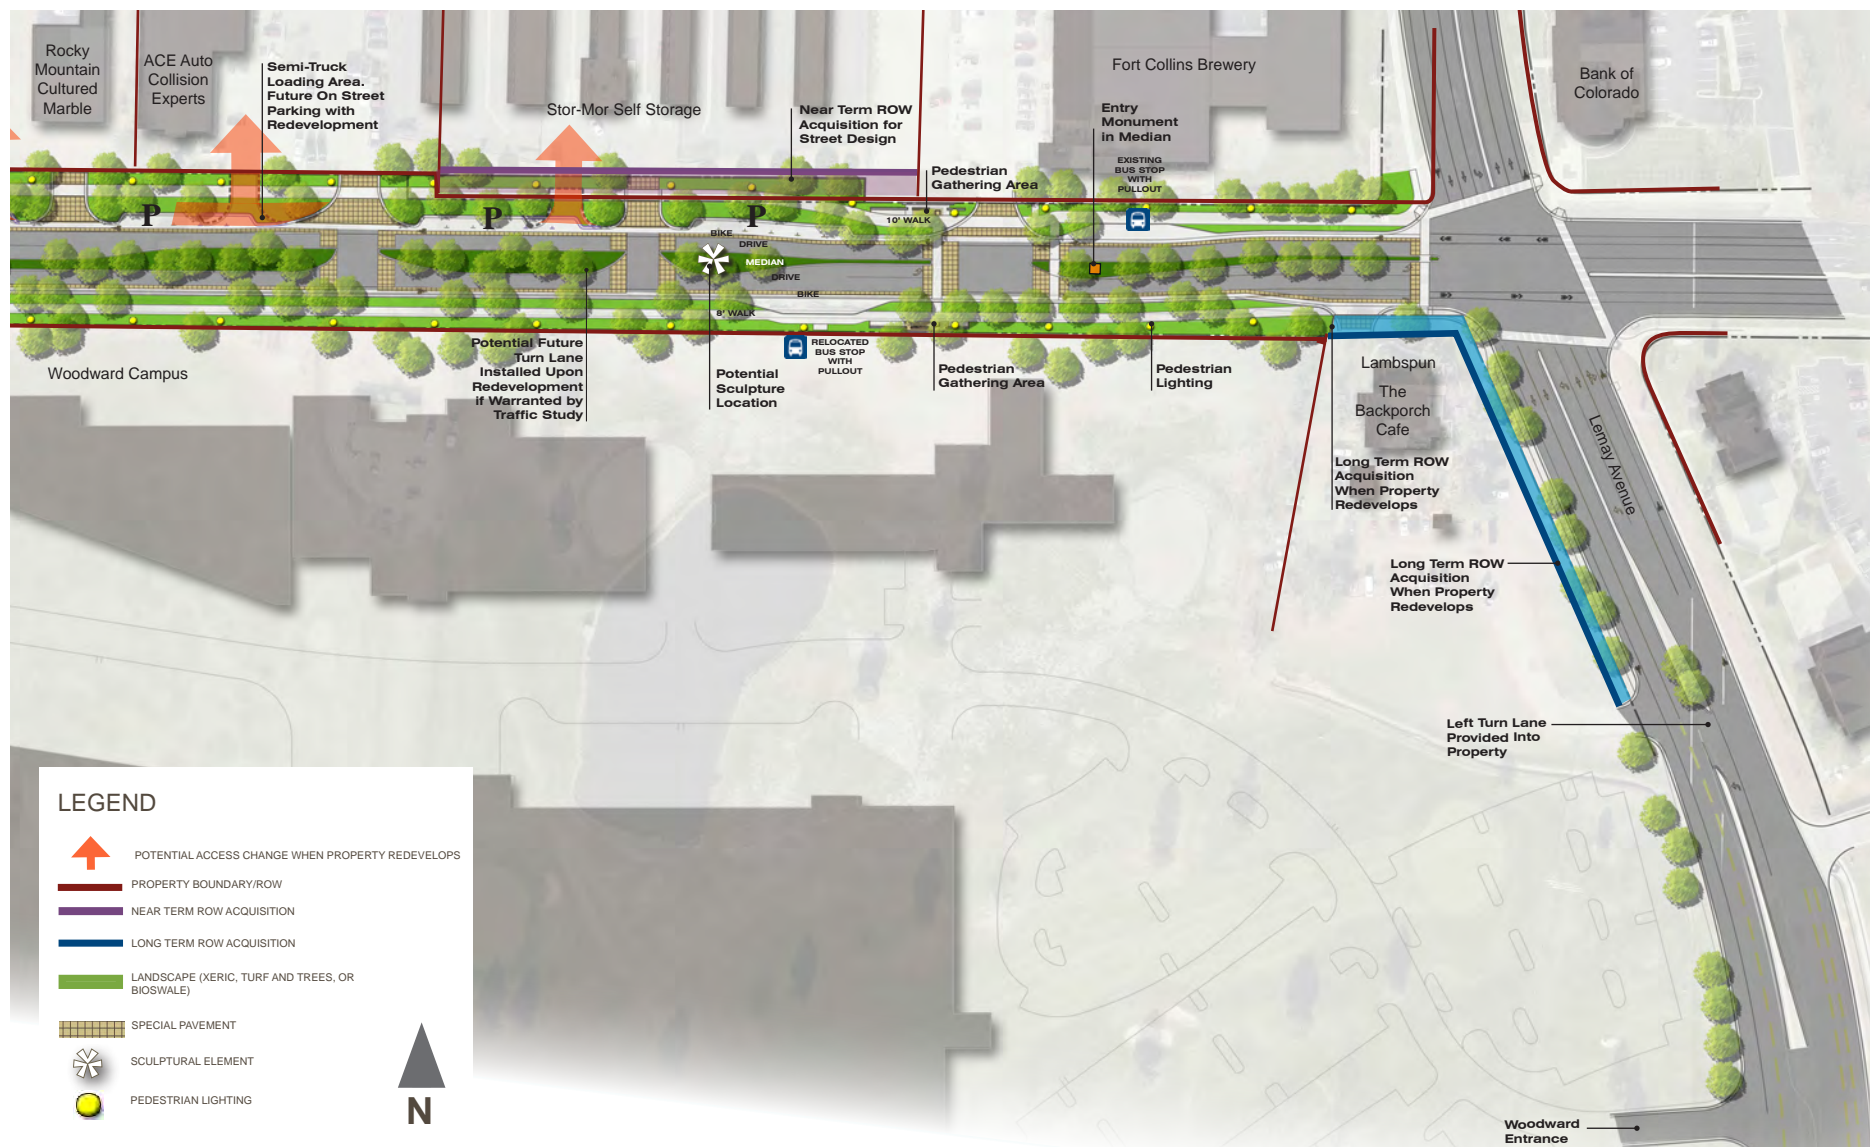 Rocky
Mountain
Cultured
Marble
ACE Auto
Collision
Experts
Semi-Truck
Loading Area.
Future On Street
Parking with
Redevelopment
Stor-Mor Self Storage
Near Term ROW
Acquisition for
Street Design
Pedestrian
Gathering Area
Fort Collins Brewery
Entry
Monument
in Median
EXISTING
BUS STOP
WITH
PULLOUT
Bank of
Colorado
P
P
P
10' WALK
BIKE
DRIVE
MEDIAN
DRIVE
BIKE
8' WALK
Woodward Campus
Potential Future
Turn Lane
Installed Upon
Redevelopment
if Warranted by
Traffic Study
Potential
Sculpture
Location
RELOCATED
BUS STOP
WITH
PULLOUT
Pedestrian
Gathering Area
Pedestrian
Lighting
Lambspun
The
Backporch
Cafe
Long Term ROW
Acquisition
When Property
Redevelops
Lemay Avenue
Long Term ROW
Acquisition
When Property
Redevelops
Left Turn Lane
Provided Into
Property
Woodward
Entrance
LEGEND
POTENTIAL ACCESS CHANGE WHEN PROPERTY REDEVELOPS
PROPERTY BOUNDARY/ROW
NEAR TERM ROW ACQUISITION
LONG TERM ROW ACQUISITION
LANDSCAPE (XERIC, TURF AND TREES, OR
BIOSWALE)
SPECIAL PAVEMENT
SCULPTURAL ELEMENT
PEDESTRIAN LIGHTING
N